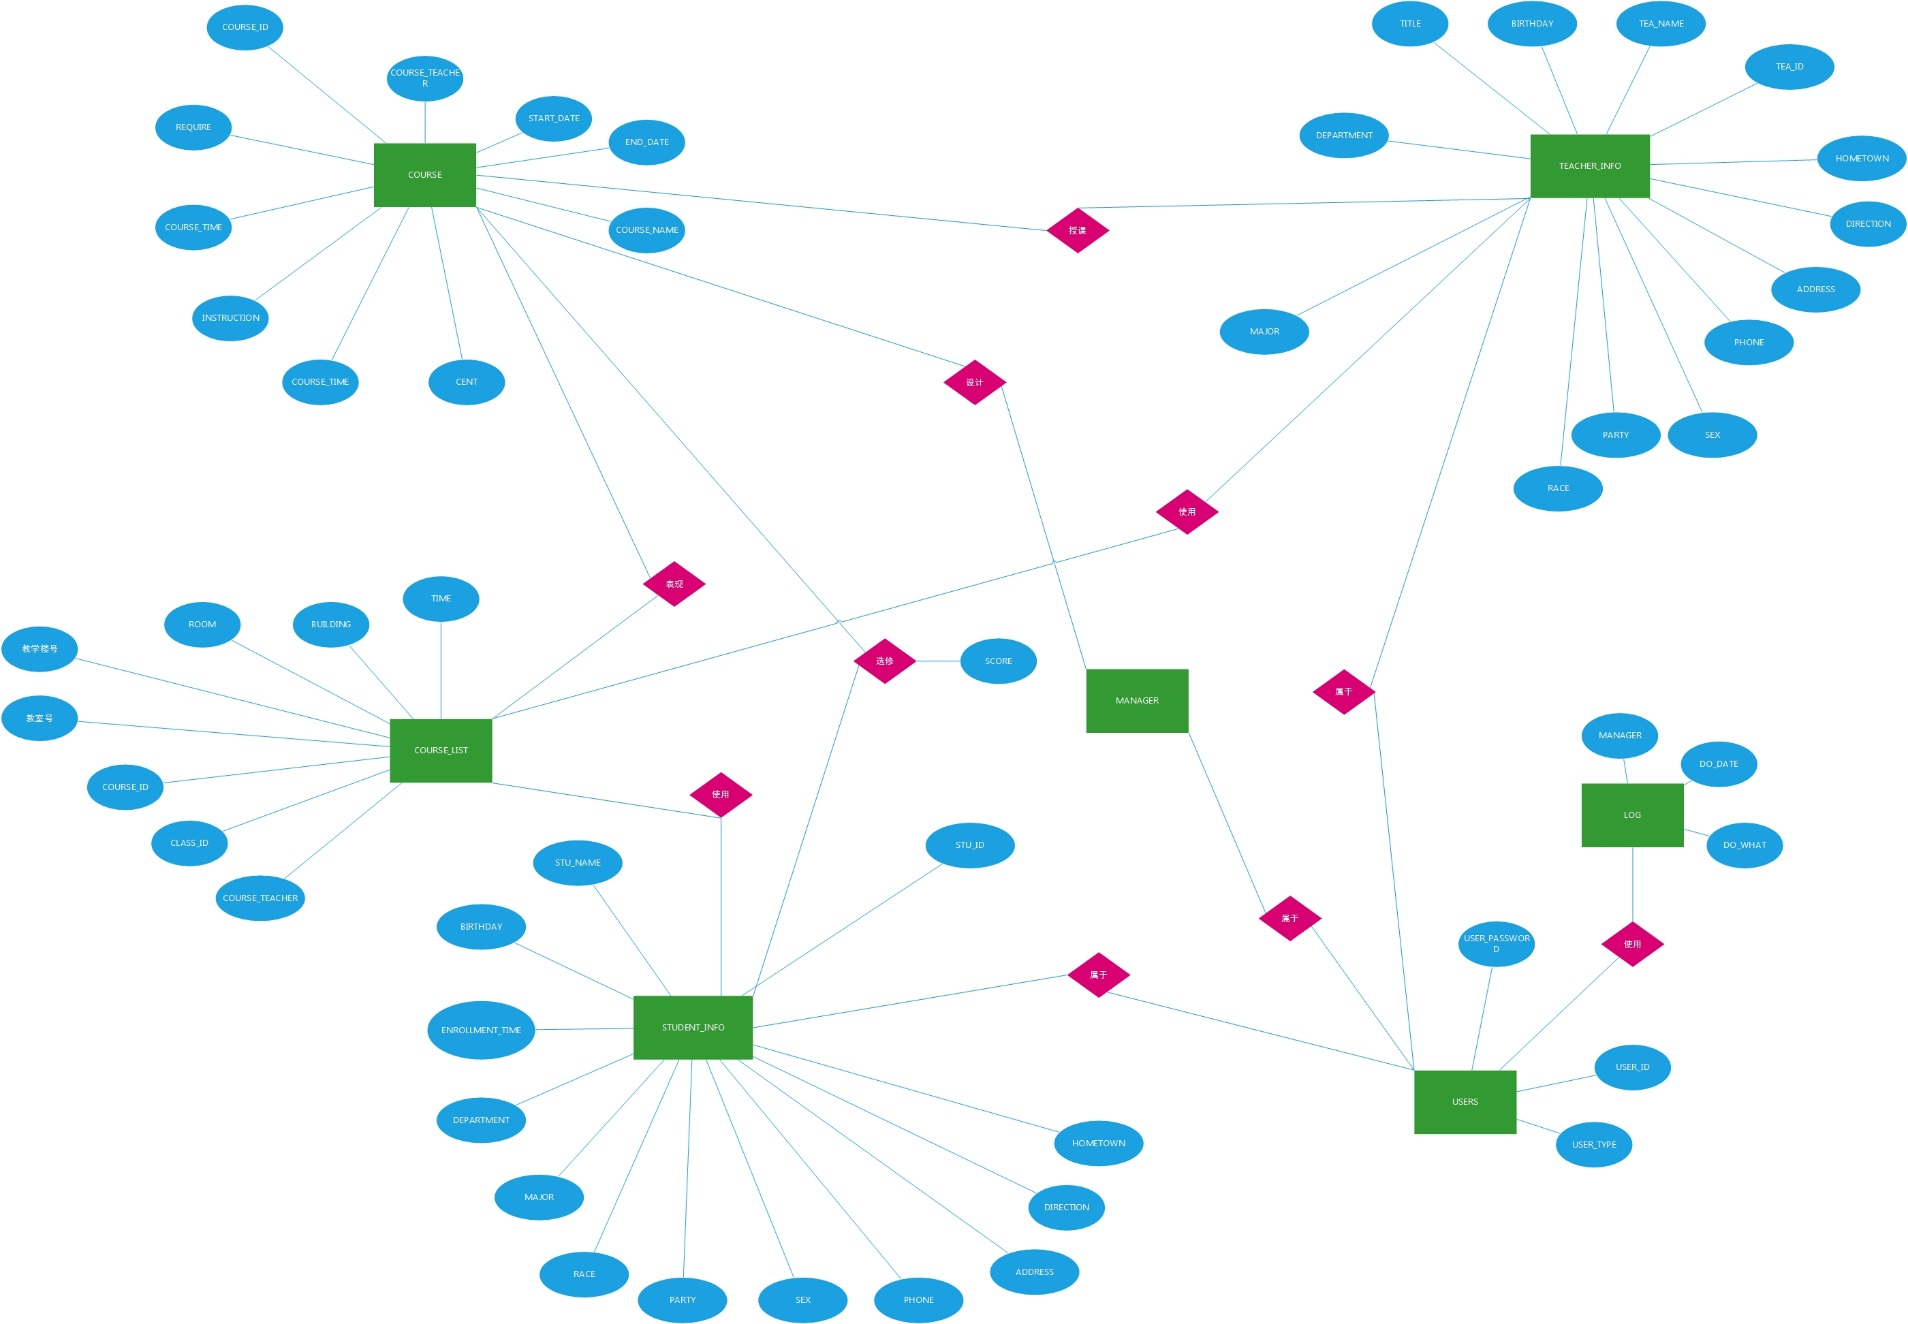 COURSE_ID
COURSE_TEACHE
R
START_DATE
END_DATE
REQUIRE
COURSE
COURSE_TIME
COURSE_NAME
INSTRUCTION
COURSE_TIME
CENT
TITLE
BIRTHDAY
TEA_NAME
TEA_ID
DEPARTMENT
TEACHER_INFO
HOMETOWN
DIRECTION
ADDRESS
PHONE
MAJOR
PARTY
SEX
RACE
授课
设计
使用
表现
选修
SCORE
MANAGER
属于
TIME
BUILDING
ROOM
教学楼号
教室号
COURSE_LIST
COURSE_ID
CLASS_ID
COURSE_TEACHER
使用
MANAGER
DO_DATE
LOG
DO_WHAT
使用
属于
属于
STU_NAME
STU_ID
BIRTHDAY
ENROLLMENT_TIME
STUDENT_INFO
DEPARTMENT
MAJOR
RACE
PARTY
SEX
PHONE
ADDRESS
DIRECTION
HOMETOWN
USER_PASSWOR
D
USER_ID
USERS
USER_TYPE